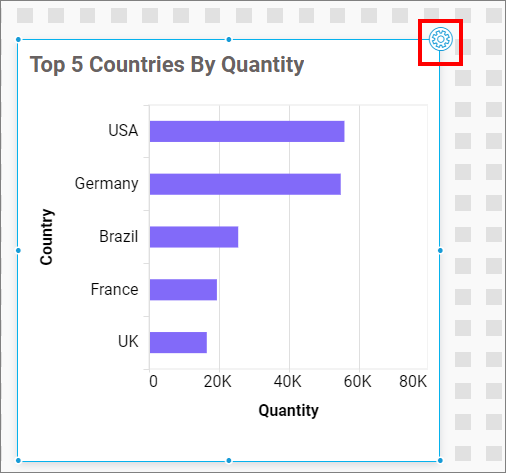 Top 5 Countries By Quantity
USA
Germany
Brazil
France
UK
Country
0 20K 40K 60K 80K
Quantity